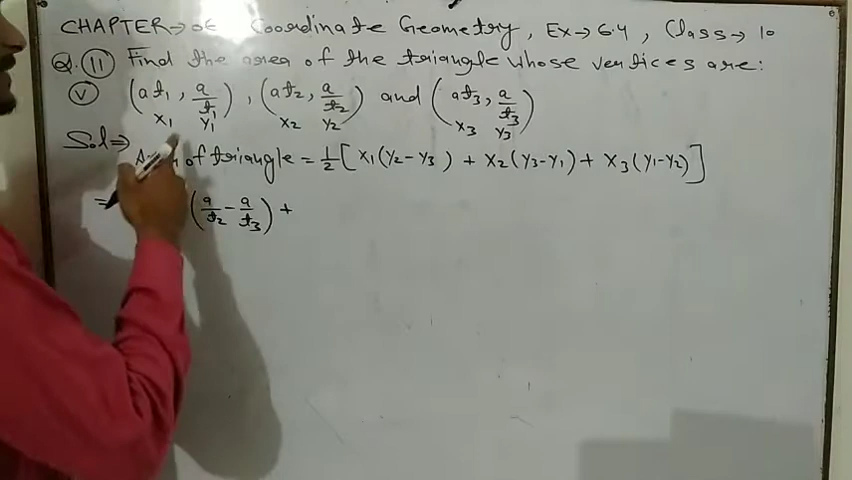 CHAPTER → 06 Coordinate Geometry, Ex → 6.4, Class → 10
Q. 11 Find the area of the triangle whose vertices are:
v (at₁, a/t₁), (at₂, a/t₂) and (at₃, a/t₃)
x₁ y₁ x₂ y₂ x₃ y₃
Sol ⇒
of triangle = 1/2 [x₁(y₂ - y₃) + x₂(y₃ - y₁) + x₃(y₁ - y₂)]
= (a/t₂ - a/t₃) +